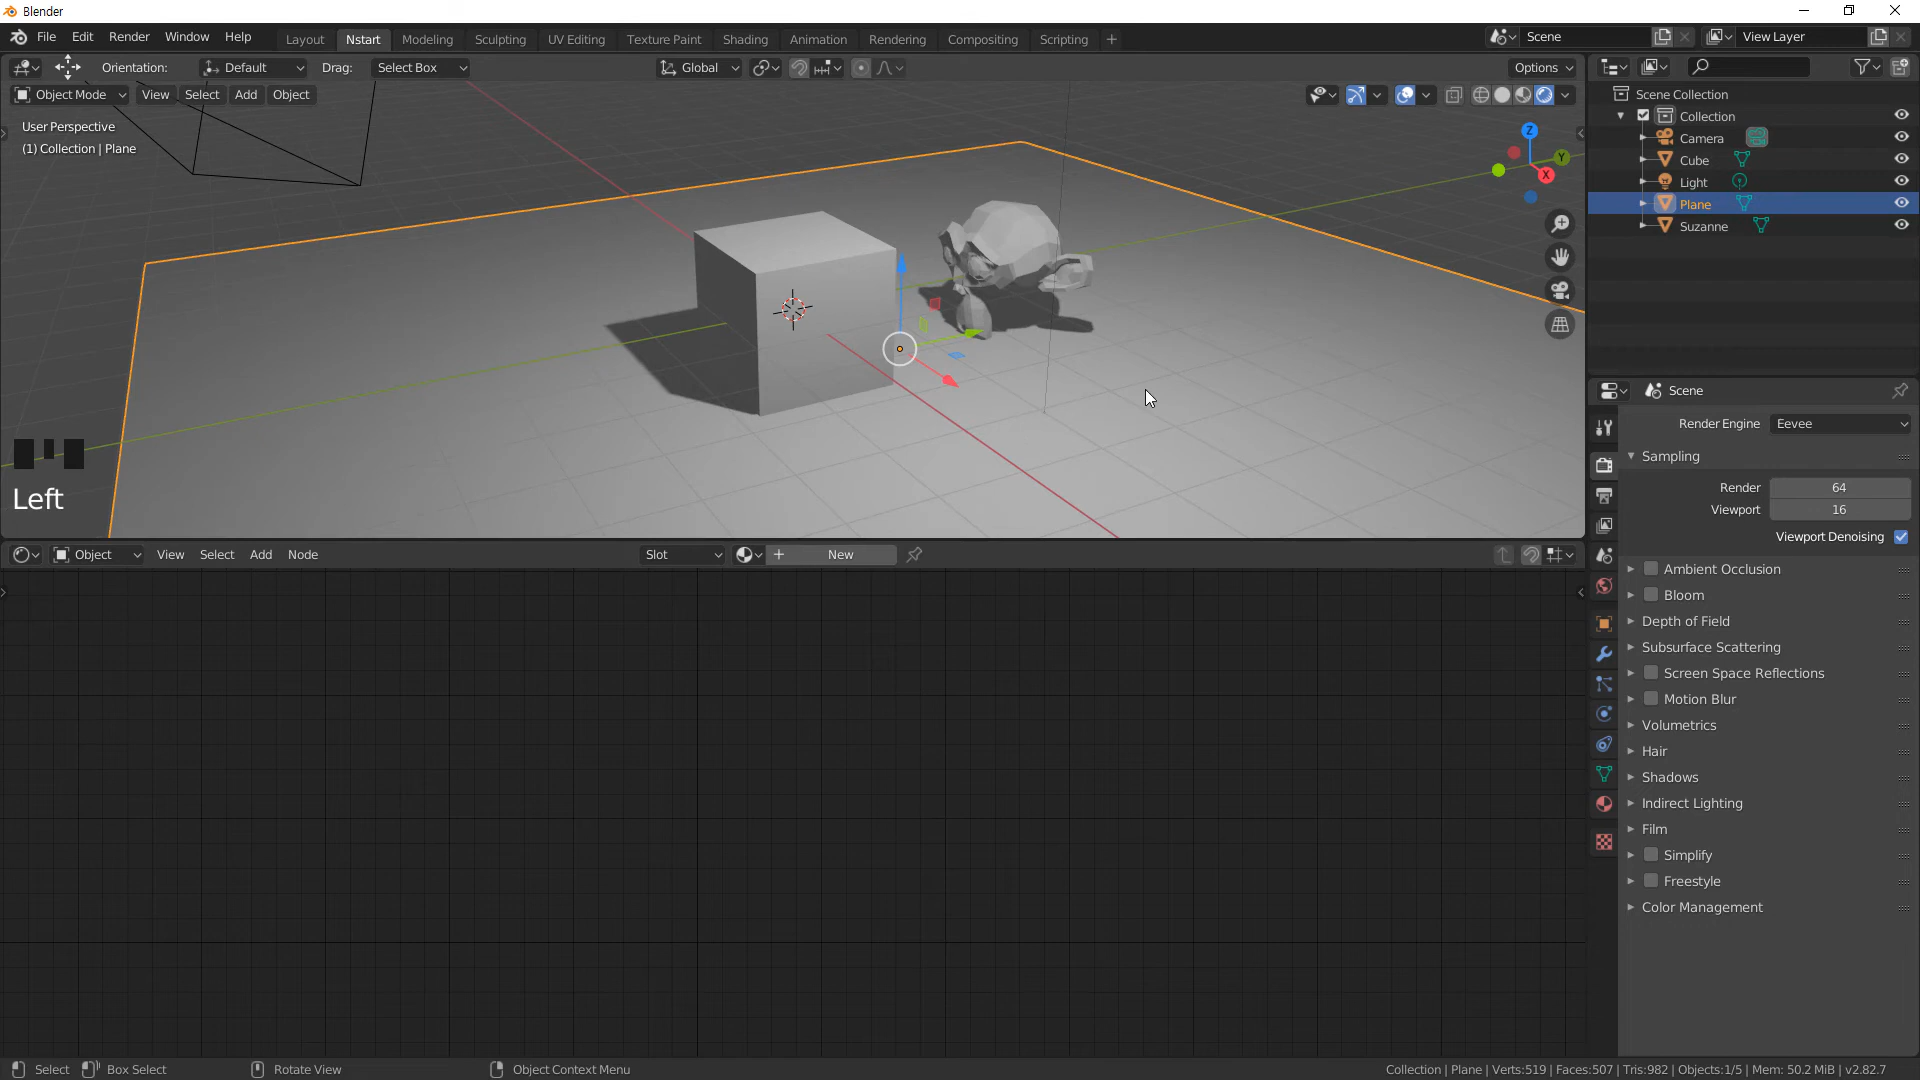 Blender
File Edit Render Window Help Layout Nstart Modeling Sculpting UV Editing Texture Paint Shading Animation Rendering Compositing Scripting + Scene View Layer
Orientation: Default Drag: Select Box Global Options
Object Mode View Select Add Object
User Perspective
(1) Collection | Plane
Z
Y
X
Left
Scene Collection
Collection
Camera
Cube
Light
Plane
Suzanne
Scene
Render Engine Eevee
Sampling
Render 64
Viewport 16
Viewport Denoising
Ambient Occlusion
Bloom
Depth of Field
Subsurface Scattering
Screen Space Reflections
Motion Blur
Volumetrics
Hair
Shadows
Indirect Lighting
Film
Simplify
Freestyle
Color Management
Object View Select Add Node Slot + New
Select Box Select Rotate View Object Context Menu Collection | Plane | Verts:519 | Faces:507 | Tris:982 | Objects:1/5 | Mem: 50.2 MiB | v2.82.7